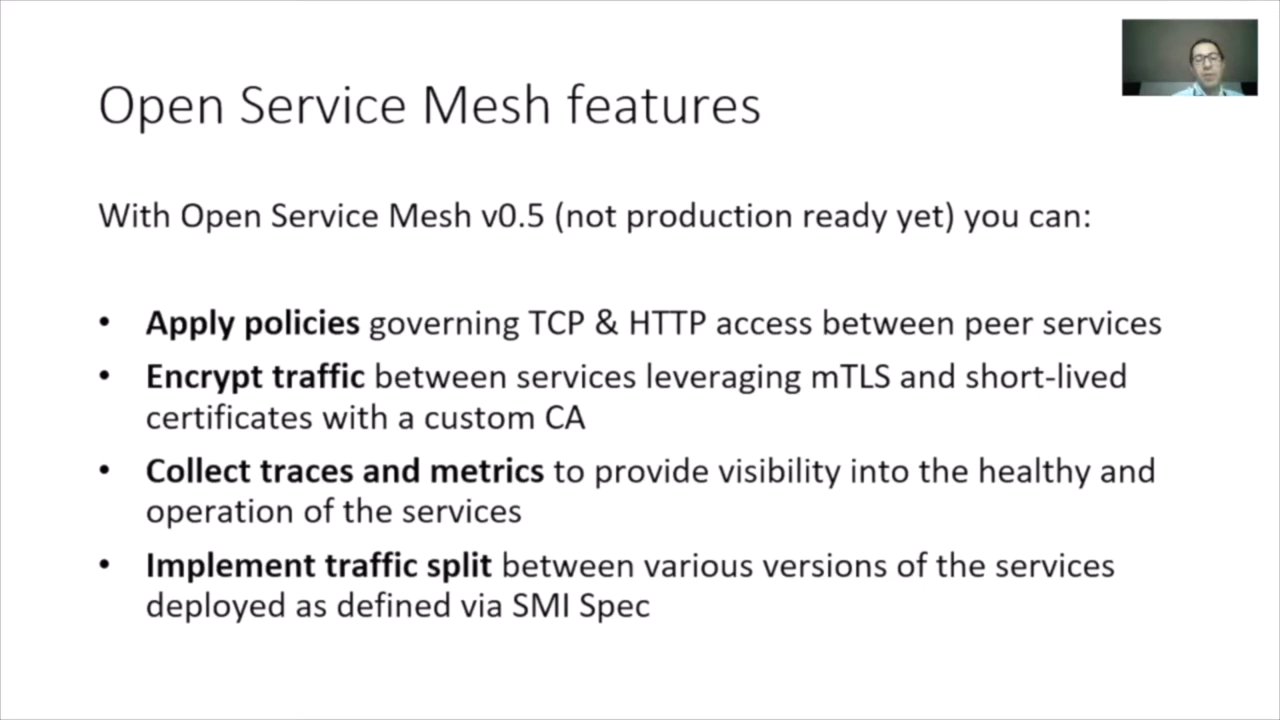 Open Service Mesh features
With Open Service Mesh v0.5 (not production ready yet) you can:
• Apply policies governing TCP & HTTP access between peer services
• Encrypt traffic between services leveraging mTLS and short-lived
certificates with a custom CA
• Collect traces and metrics to provide visibility into the healthy and
operation of the services
• Implement traffic split between various versions of the services
deployed as defined via SMI Spec